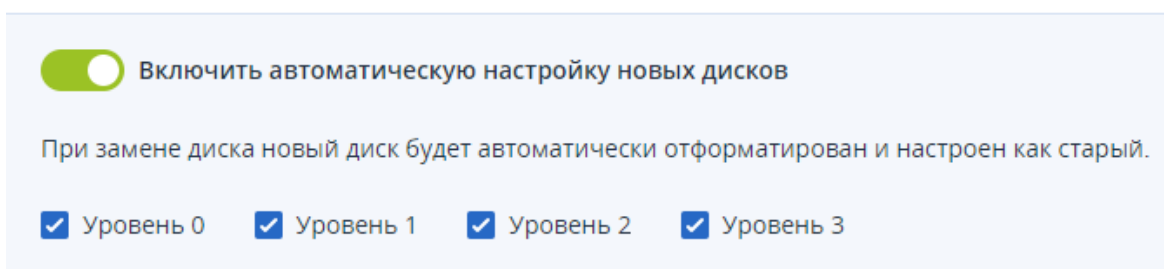 Включить автоматическую настройку новых дисков
При замене диска новый диск будет автоматически отформатирован и настроен как старый.
Уровень 0 Уровень 1 Уровень 2 Уровень 3